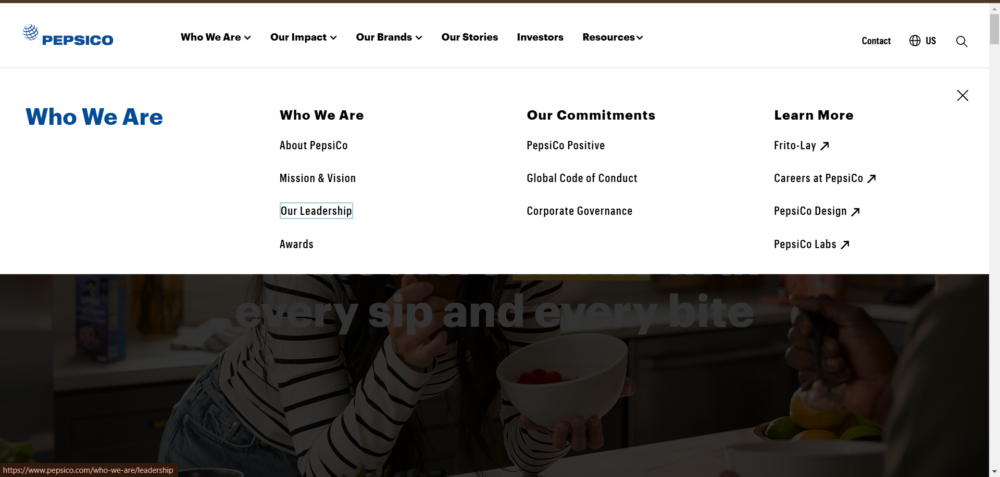 PEPSICO
Who We Are
Our Impact
Our Brands
Our Stories
Investors
Resources
Contact
US
Who We Are
Who We Are
About PepsiCo
Mission & Vision
Our Leadership
Awards
Our Commitments
PepsiCo Positive
Global Code of Conduct
Corporate Governance
Learn More
Frito-Lay
Careers at PepsiCo
PepsiCo Design
PepsiCo Labs
every sip and every bite
https://www.pepsico.com/who-we-are/leadership